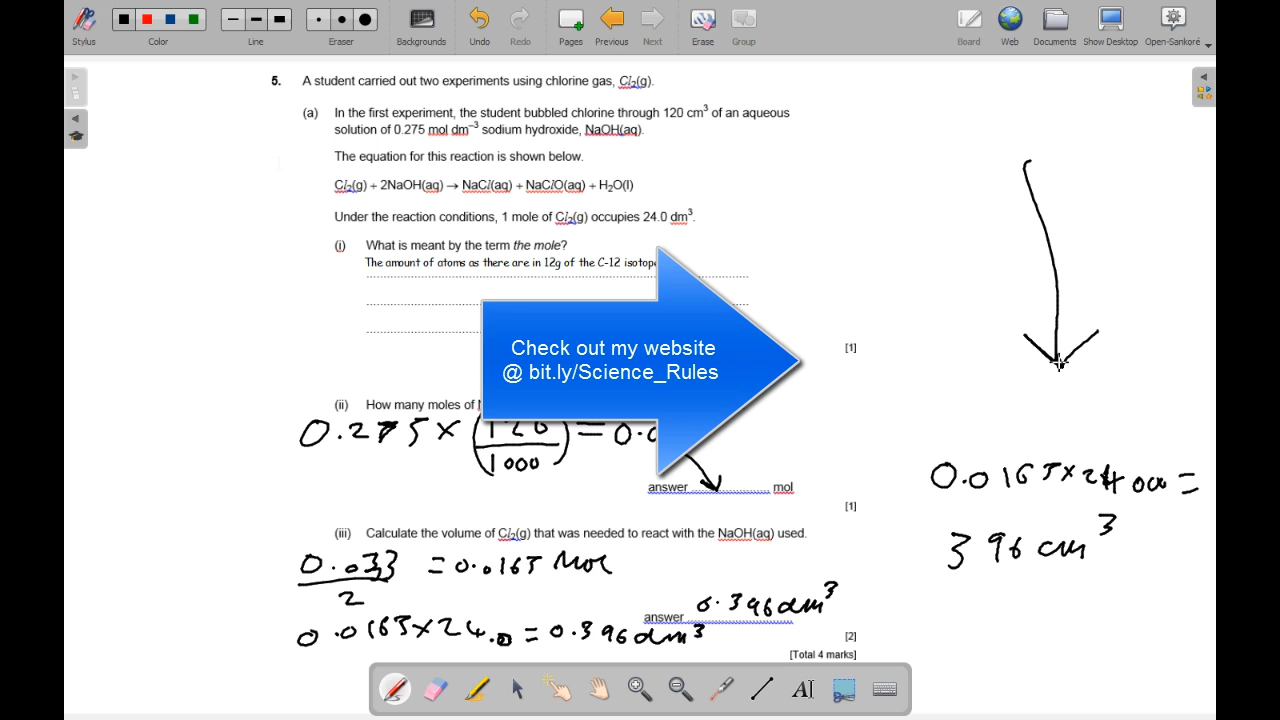 Stylus
Color
Line
Eraser
Backgrounds
Undo
Redo
Pages
Previous
Next
Erase
Group
Board
Web
Documents
Show Desktop
Open-Sankoré
5. A student carried out two experiments using chlorine gas, Cl₂(g).
(a) In the first experiment, the student bubbled chlorine through 120 cm³ of an aqueous
solution of 0.275 mol dm⁻³ sodium hydroxide, NaOH(aq).
The equation for this reaction is shown below.
Cl₂(g) + 2NaOH(aq) → NaCl(aq) + NaClO(aq) + H₂O(l)
Under the reaction conditions, 1 mole of Cl₂(g) occupies 24.0 dm³.
(i) What is meant by the term the mole?
The amount of atoms as there are in 12g of the C-12 isotope
[1]
Check out my website
@ bit.ly/Science_Rules
(ii) How many moles of
0.275 × (120/1000) = 0.0
answer mol
[1]
0.0165×24000 =
396 cm³
(iii) Calculate the volume of Cl₂(g) that was needed to react with the NaOH(aq) used.
0.033/2 = 0.0165 Mol
answer 0.396dm³
0.0165×24.0 = 0.396dm³
[2]
[Total 4 marks]